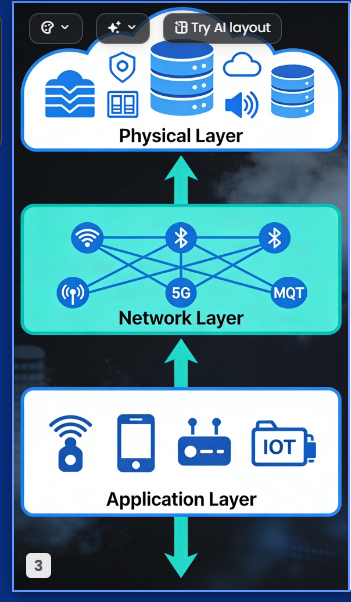 Try AI layout
Physical Layer
5G
MQT
Network Layer
IOT
Application Layer
3